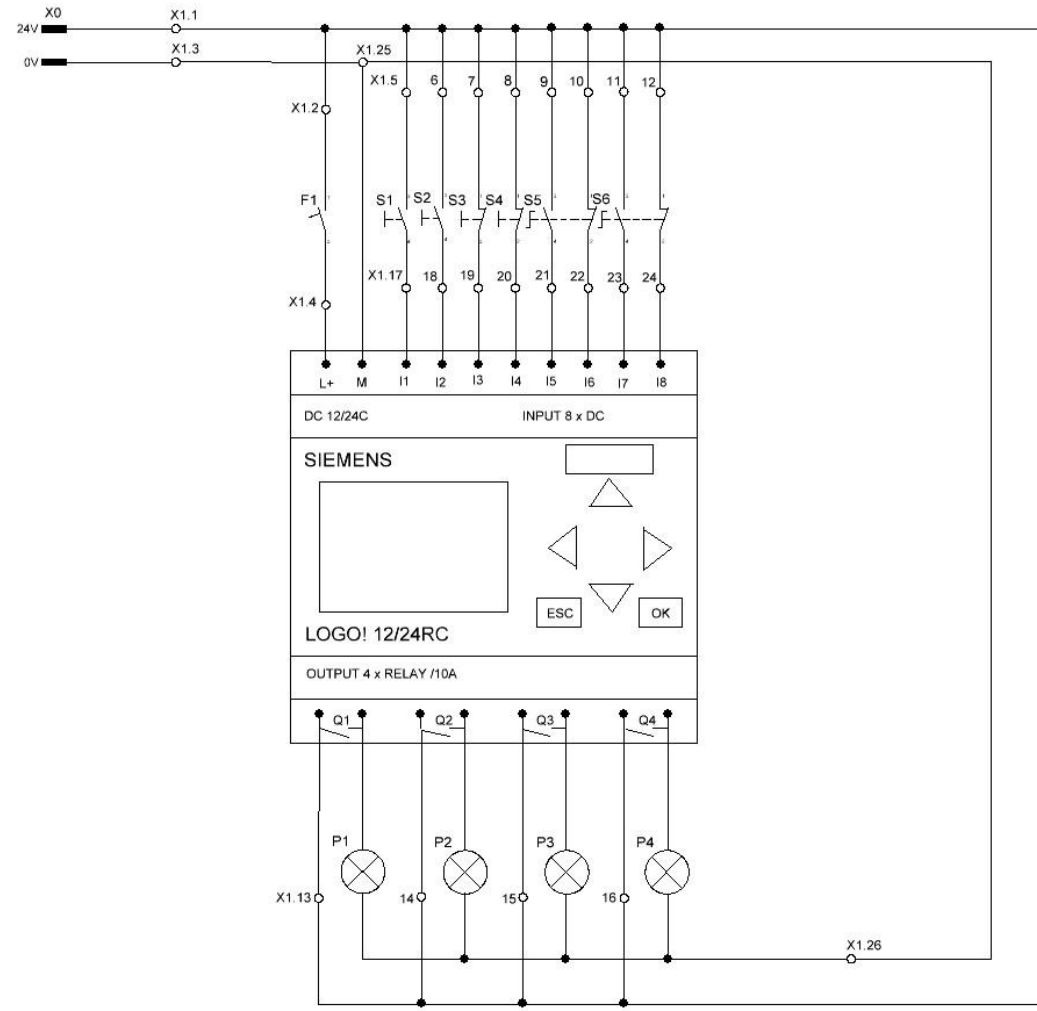 X0
X1.1
24V
X1.3
X1.25
0V
X1.5 6 7 8 9 10 11 12
X1.2
F1 S1 S2 S3 S4 S5 S6
X1.17 18 19 20 21 22 23 24
X1.4
L+ M I1 I2 I3 I4 I5 I6 I7 I8
DC 12/24C INPUT 8 x DC
SIEMENS
ESC OK
LOGO! 12/24RC
OUTPUT 4 x RELAY /10A
Q1 Q2 Q3 Q4
P1 P2 P3 P4
X1.13 14 15 16
X1.26